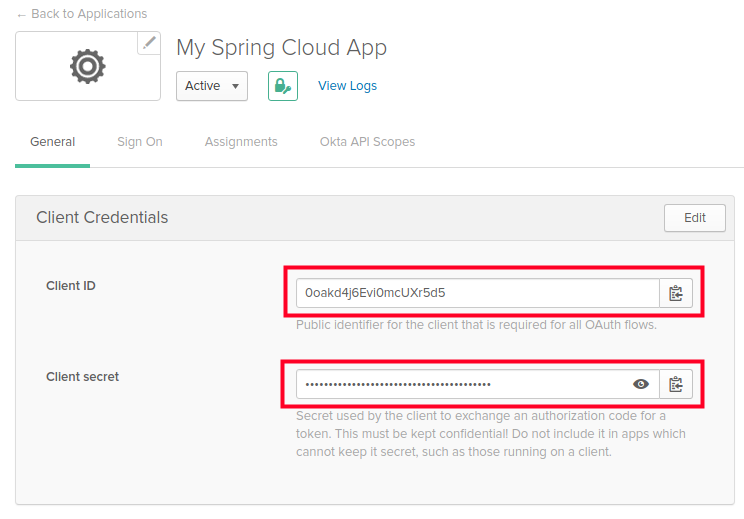 ← Back to Applications
My Spring Cloud App
Active
View Logs
General Sign On Assignments Okta API Scopes
Client Credentials Edit
Client ID 0oakd4j6Evi0mcUXr5d5
Public identifier for the client that is required for all OAuth flows.
Client secret ••••••••••••••••••••••••••••••••••••••••
Secret used by the client to exchange an authorization code for a
token. This must be kept confidential! Do not include it in apps which
cannot keep it secret, such as those running on a client.